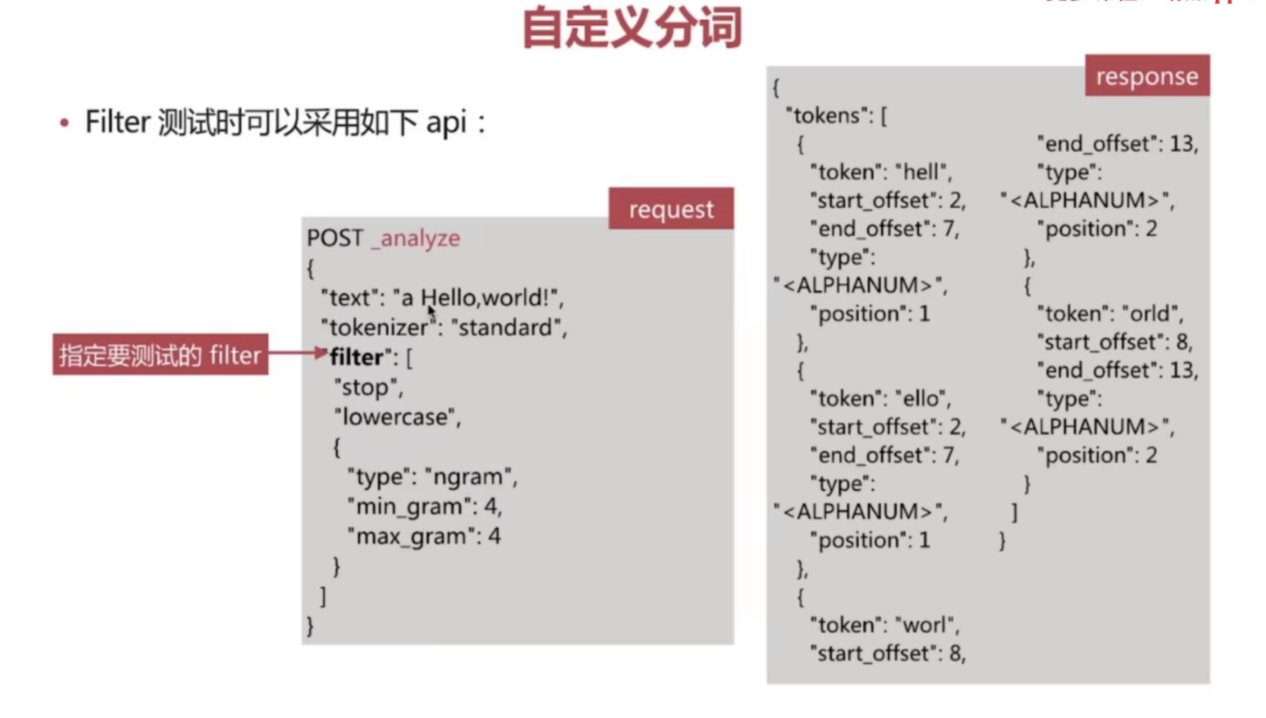 自定义分词
• Filter 测试时可以采用如下 api：
request
POST _analyze
{
"text": "a Hello,world!",
"tokenizer": "standard",
指定要测试的 filter
"filter": [
"stop",
"lowercase",
{
"type": "ngram",
"min_gram": 4,
"max_gram": 4
}
]
}
response
{
"tokens": [
{
"token": "hell",
"start_offset": 2,
"end_offset": 7,
"type":
"<ALPHANUM>",
"position": 1
},
{
"token": "ello",
"start_offset": 2,
"end_offset": 7,
"type":
"<ALPHANUM>",
"position": 1
},
{
"token": "worl",
"start_offset": 8,
"end_offset": 13,
"type":
"<ALPHANUM>",
"position": 2
},
{
"token": "orld",
"start_offset": 8,
"end_offset": 13,
"type":
"<ALPHANUM>",
"position": 2
}
]
}